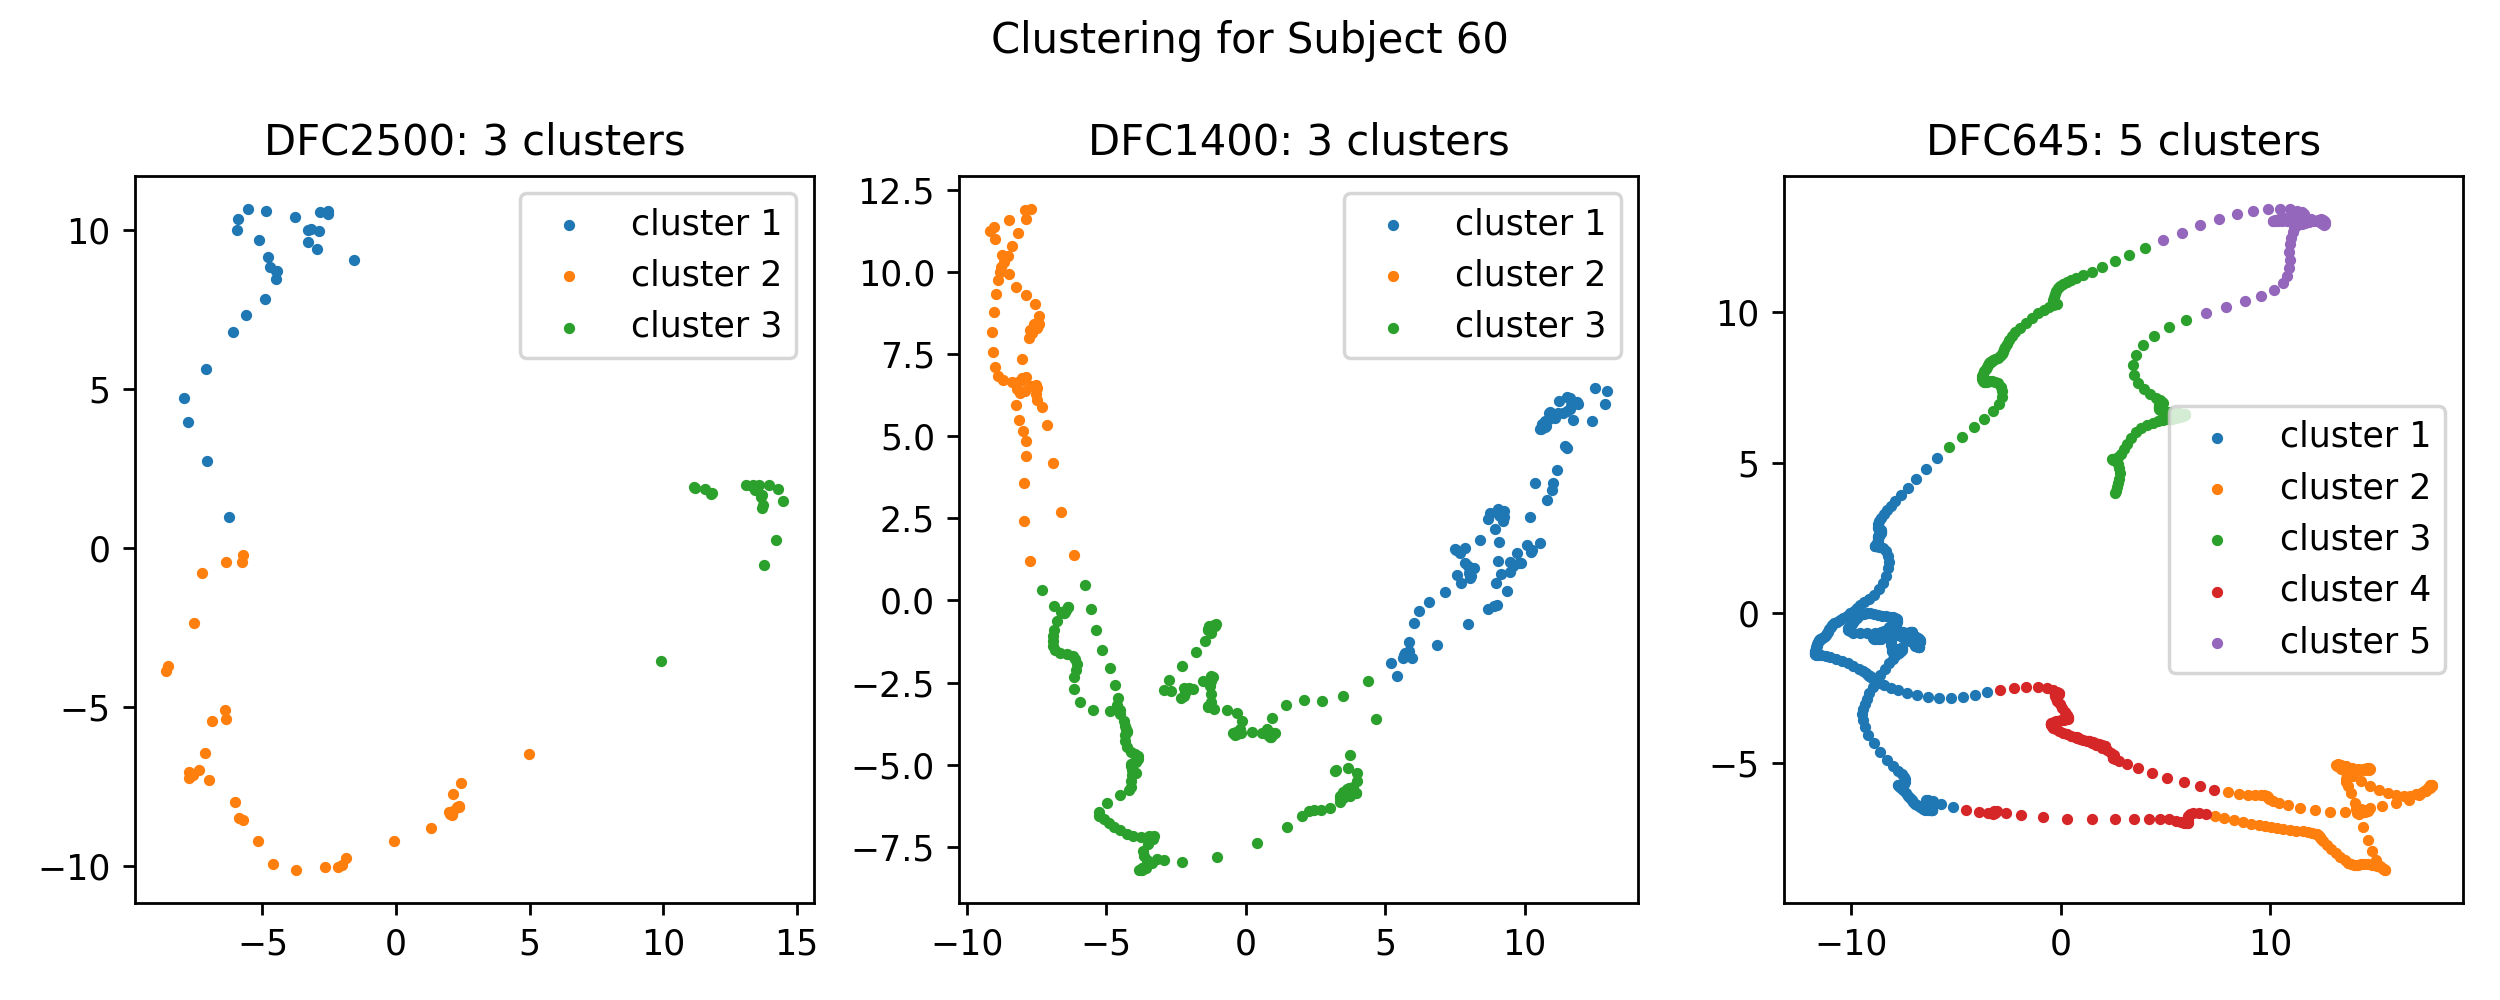 Clustering for Subject 60
DFC2500: 3 clusters
10
5
0
−5
−10
−5
0
5
10
15
cluster 1
cluster 2
cluster 3
DFC1400: 3 clusters
12.5
10.0
7.5
5.0
2.5
0.0
−2.5
−5.0
−7.5
−10
−5
0
5
10
cluster 1
cluster 2
cluster 3
DFC645: 5 clusters
10
5
0
−5
−10
0
10
cluster 1
cluster 2
cluster 3
cluster 4
cluster 5